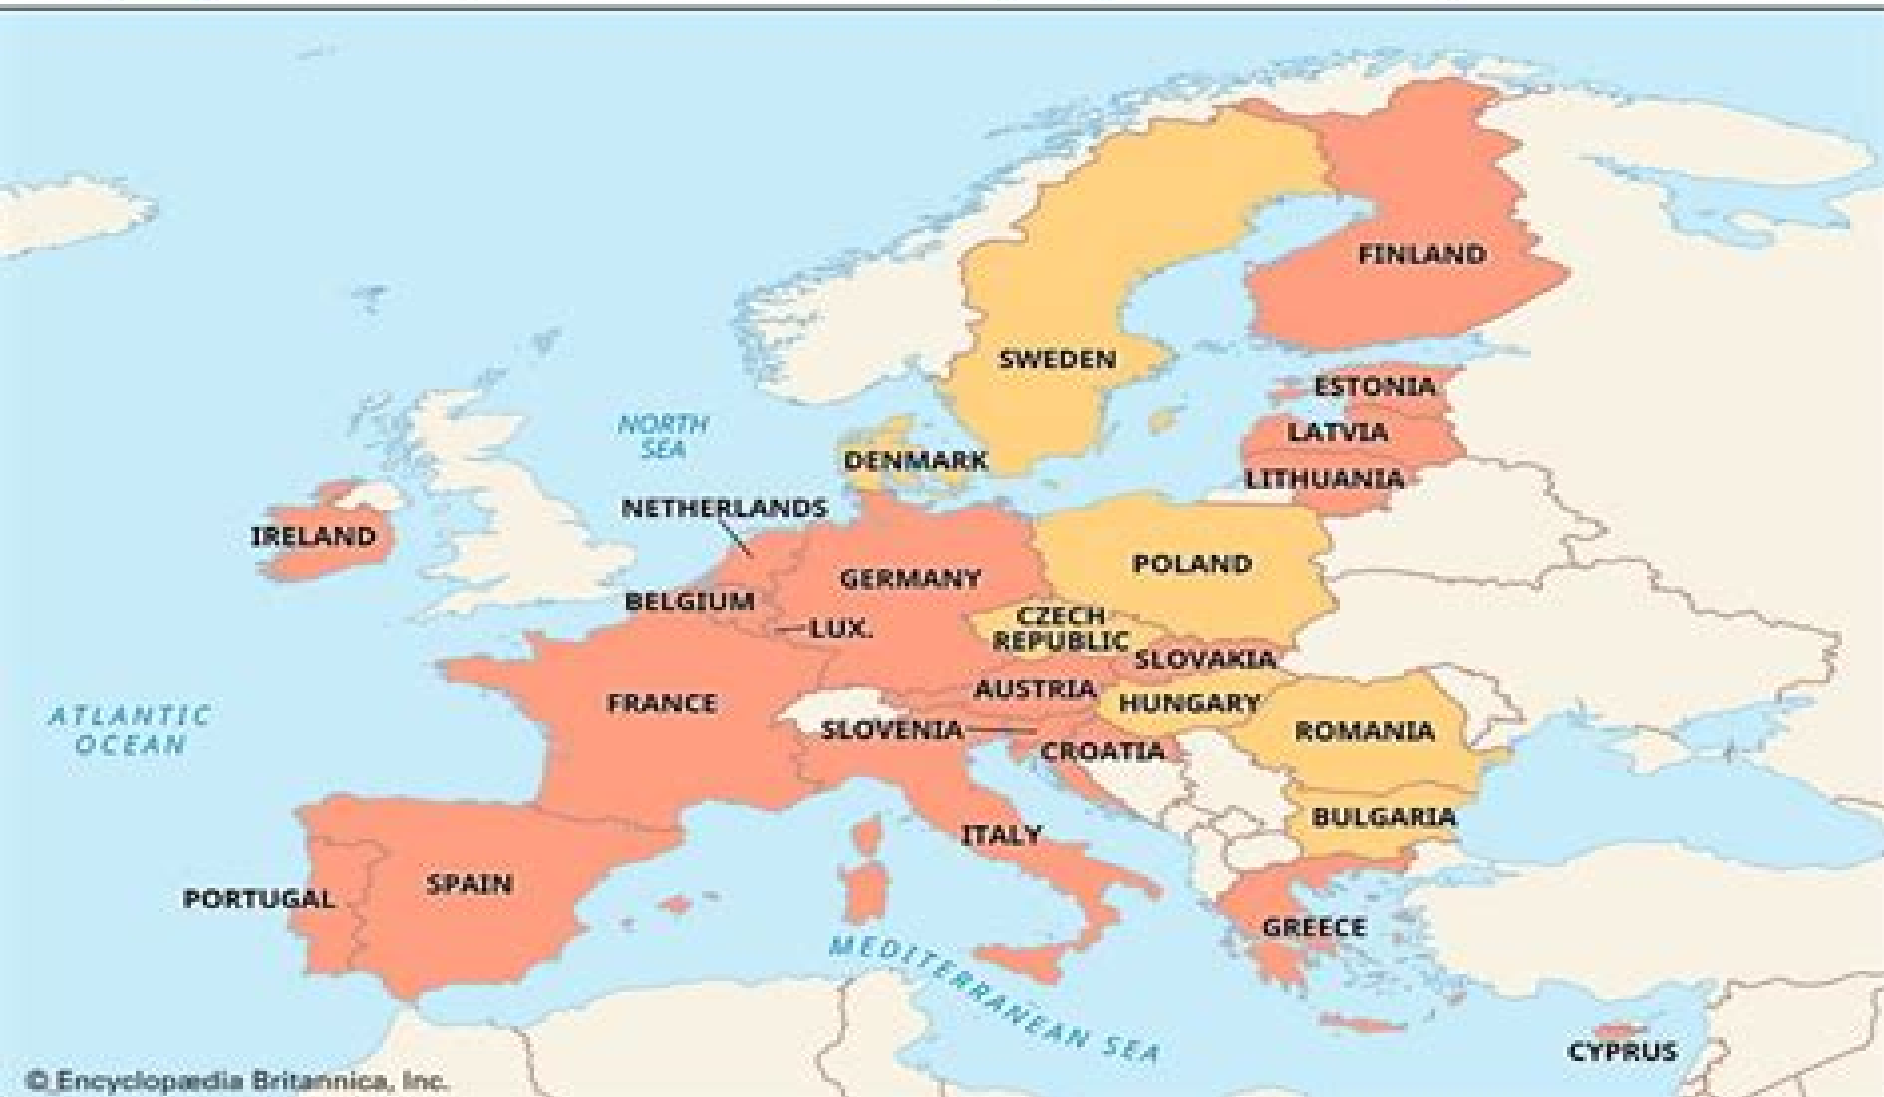 FINLAND
SWEDEN
ESTONIA
NORTH
SEA
LATVIA
DENMARK
LITHUANIA
NETHERLANDS
IRELAND
POLAND
GERMANY
BELGIUM
CZECH
REPUBLIC
LUX.
SLOVAKIA
AUSTRIA
FRANCE
HUNGARY
ATLANTIC
OCEAN
SLOVENIA
ROMANIA
CROATIA
BULGARIA
ITALY
SPAIN
PORTUGAL
GREECE
MEDITERRANEAN SEA
CYPRUS
© Encyclopædia Britannica, Inc.